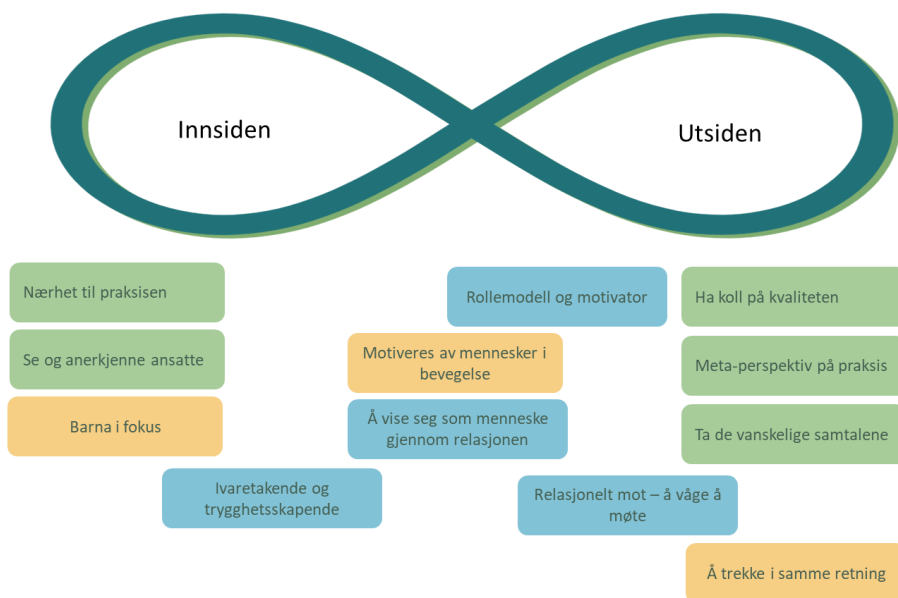 Innsiden
Utsiden
Nærhet til praksisen
Rollemodell og motivator
Ha koll på kvaliteten
Se og anerkjenne ansatte
Motiveres av mennesker i
bevegelse
Meta-perspektiv på praksis
Barna i fokus
Å vise seg som menneske
gjennom relasjonen
Ta de vanskelige samtalene
Ivaretakende og
trygghetsskapende
Relasjonelt mot – å våge å
møte
Å trekke i samme retning